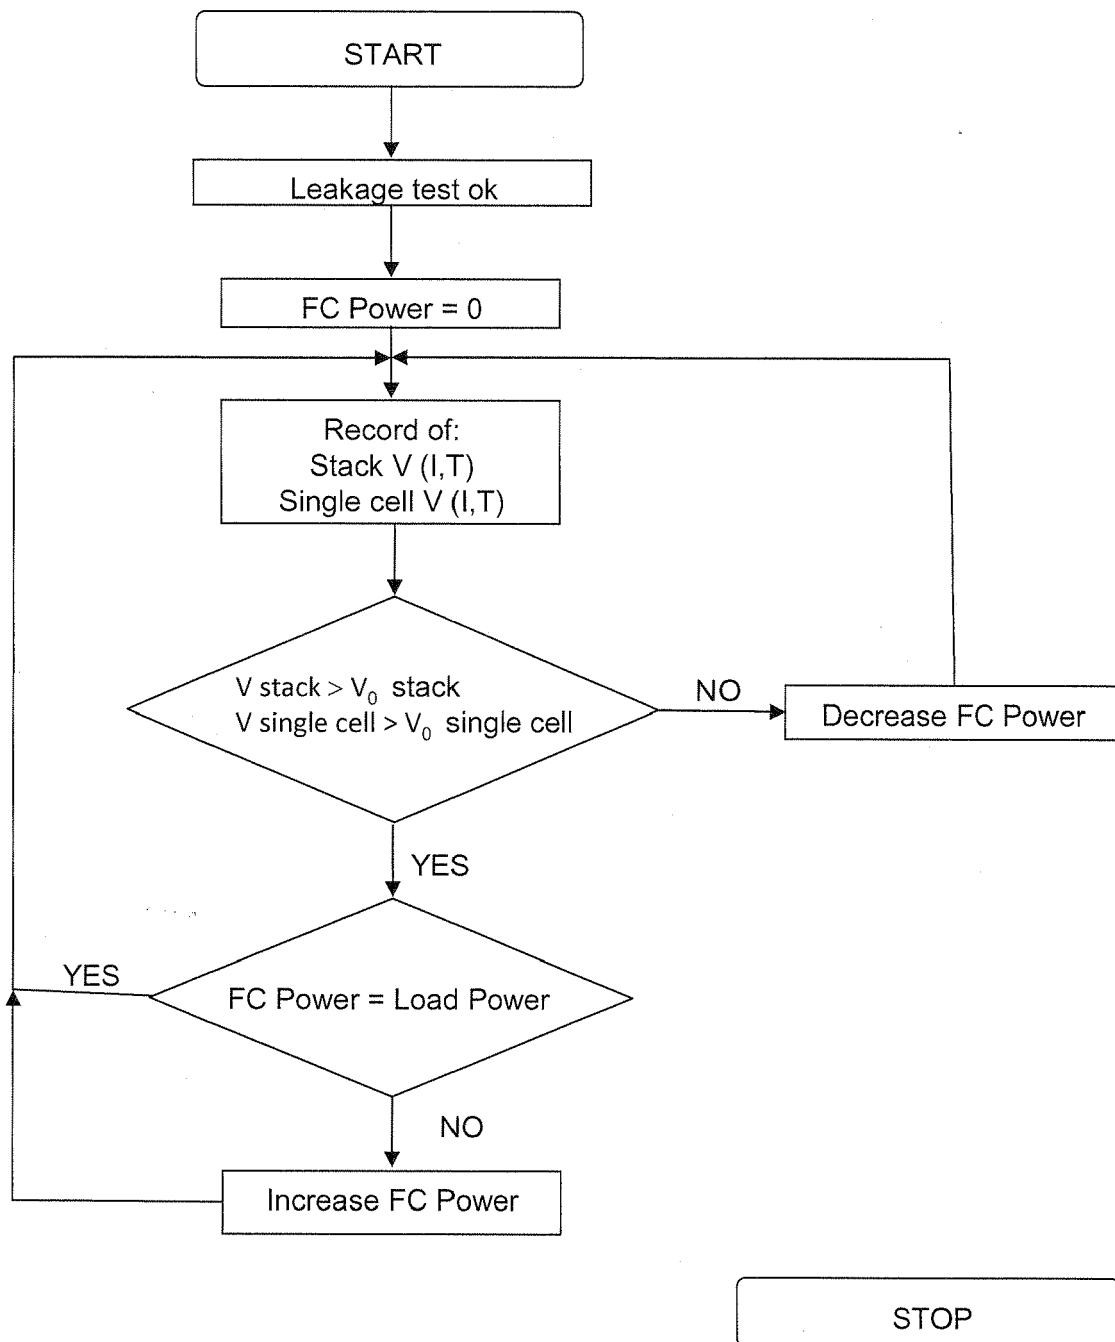 START
Leakage test ok
FC Power = 0
Record of:
Stack V (I,T)
Single cell V (I,T)
V stack > V₀ stack
V single cell > V₀ single cell
NO
Decrease FC Power
YES
YES
FC Power = Load Power
NO
Increase FC Power
STOP